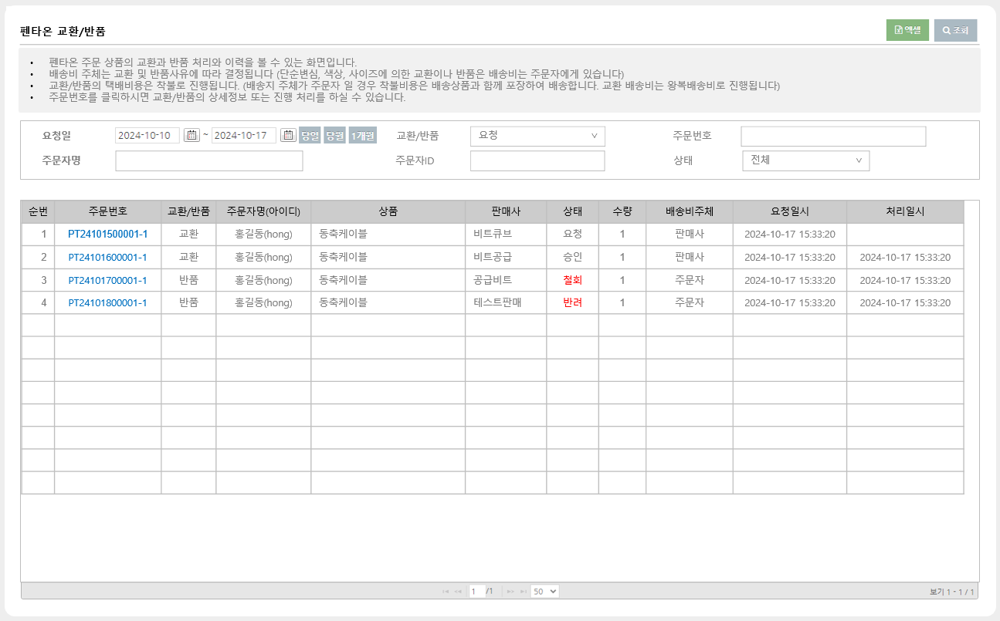 펜타온 교환/반품
엑셀 조회
• 펜타온 주문 상품의 교환과 반품 처리와 이력을 볼 수 있는 화면입니다.
• 배송비 주체는 교환 및 반품사유에 따라 결정됩니다 (단순변심, 색상, 사이즈에 의한 교환이나 반품은 배송비는 주문자에게 있습니다)
• 교환/반품의 택배비용은 착불로 진행됩니다. (배송지 주체가 주문자 일 경우 착불비용은 배송상품과 함께 포장하여 배송합니다. 교환 배송비는 왕복배송비로 진행됩니다)
• 주문번호를 클릭하시면 교환/반품의 상세정보 또는 진행 처리를 하실 수 있습니다.
요청일 2024-10-10 ~ 2024-10-17 당일 당월 1개월 교환/반품 요청 주문번호
주문자명 주문자ID 상태 전체
순번 주문번호 교환/반품 주문자명(아이디) 상품 판매사 상태 수량 배송비주체 요청일시 처리일시
1 PT24101500001-1 교환 홍길동(hong) 동축케이블 비트큐브 요청 1 판매사 2024-10-17 15:33:20
2 PT24101600001-1 교환 홍길동(hong) 동축케이블 비트공급 승인 1 판매사 2024-10-17 15:33:20 2024-10-17 15:33:20
3 PT24101700001-1 반품 홍길동(hong) 동축케이블 공급비트 철회 1 주문자 2024-10-17 15:33:20 2024-10-17 15:33:20
4 PT24101800001-1 반품 홍길동(hong) 동축케이블 테스트판매 반려 1 주문자 2024-10-17 15:33:20 2024-10-17 15:33:20
1 /1 50 보기 1 - 1 / 1